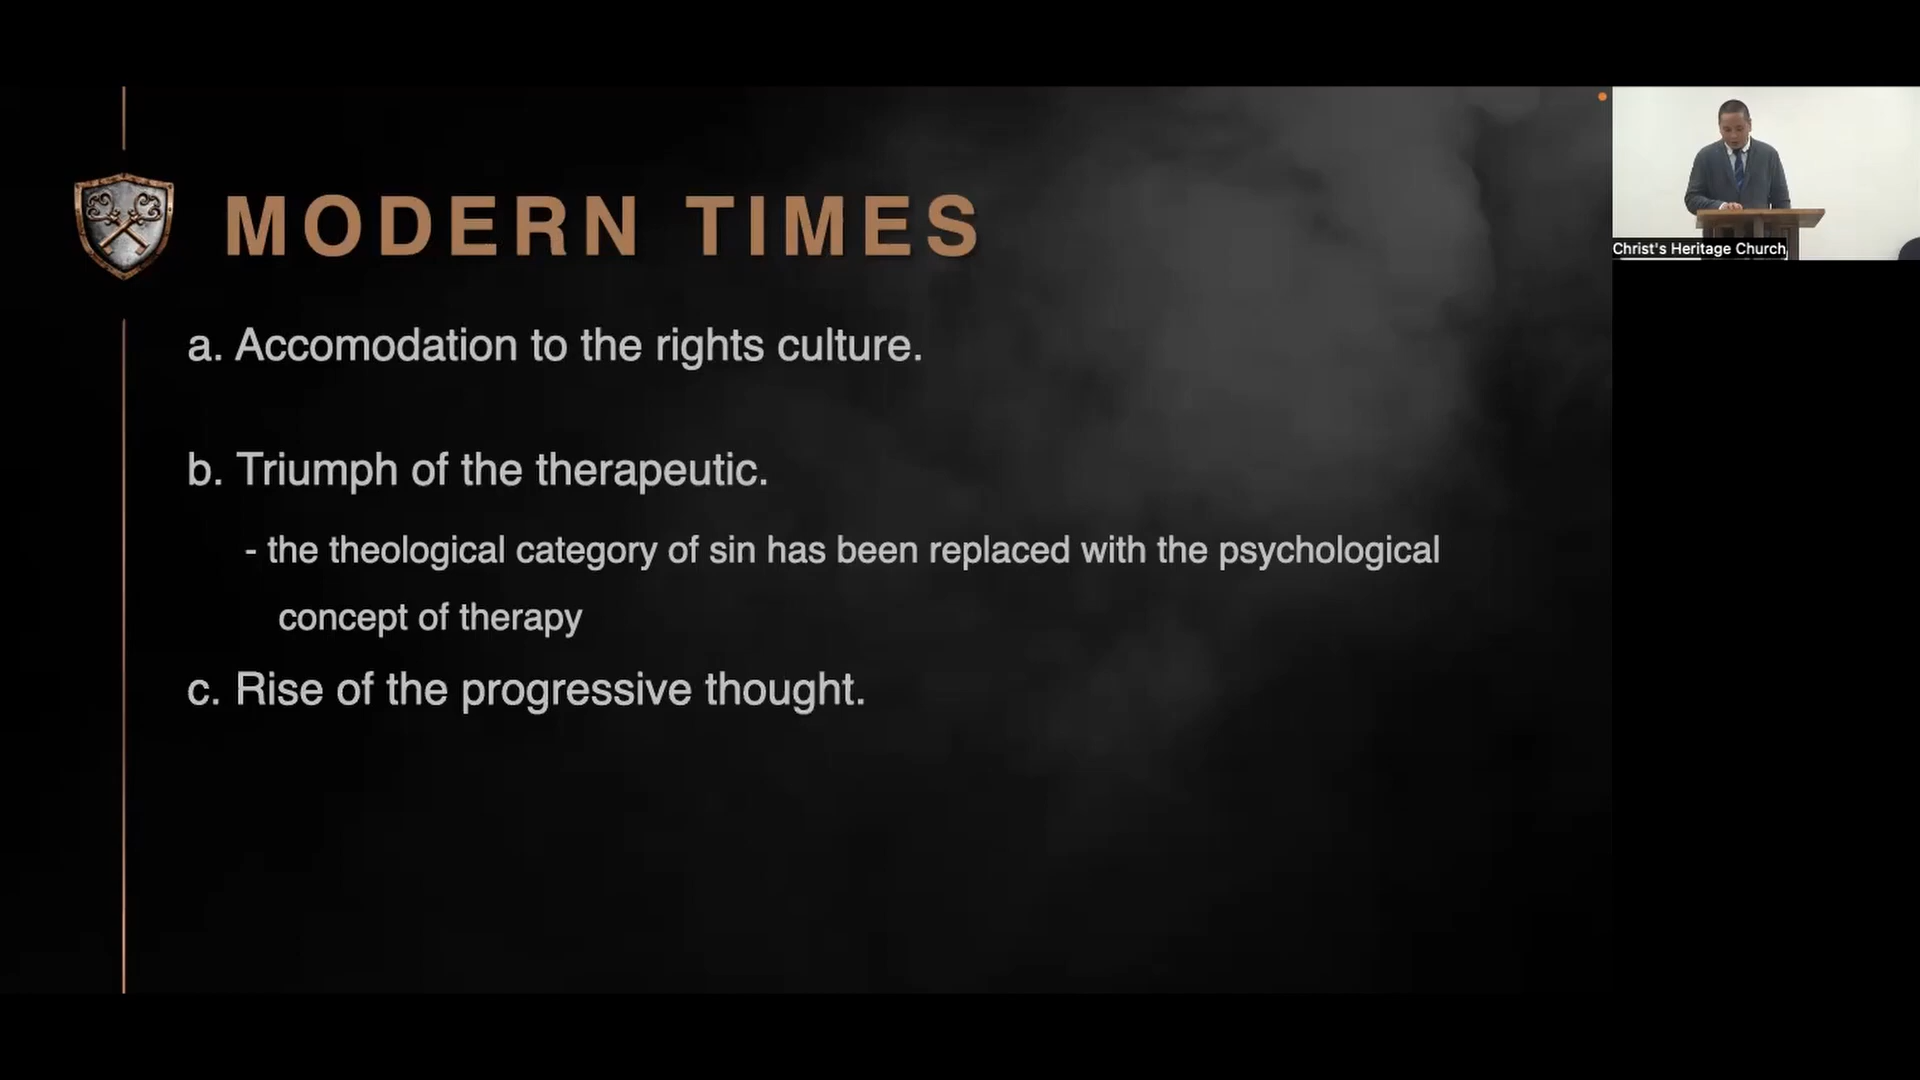 MODERN TIMES
a. Accomodation to the rights culture.
b. Triumph of the therapeutic.
- the theological category of sin has been replaced with the psychological
concept of therapy
c. Rise of the progressive thought.
Christ's Heritage Church